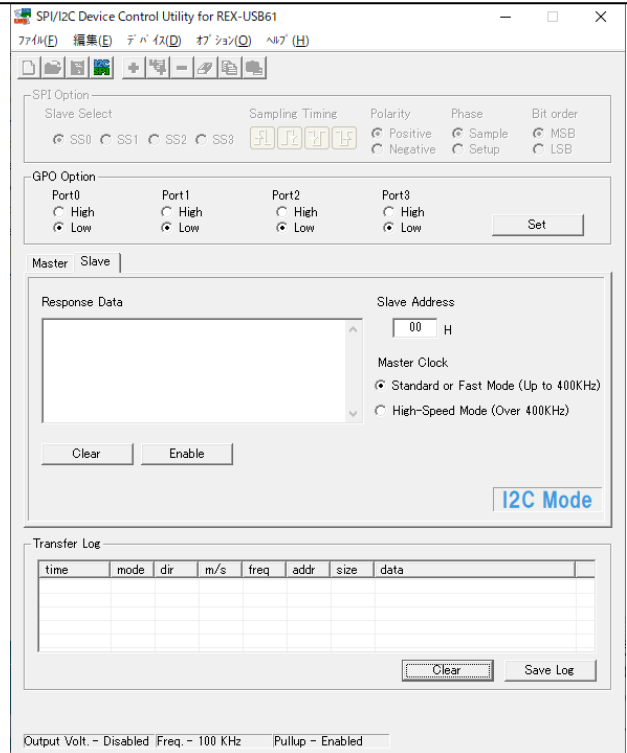 SPI/I2C Device Control Utility for REX-USB61
ファイル(F) 編集(E) デバイス(D) オプション(O) ヘルプ(H)
I2C SPI
SPI Option
Slave Select Sampling Timing Polarity Phase Bit order
SS0 SS1 SS2 SS3 Positive Sample MSB
Negative Setup LSB
GPO Option
Port0 Port1 Port2 Port3
High High High High
Low Low Low Low Set
Master Slave
Response Data Slave Address
00 H
Master Clock
Standard or Fast Mode (Up to 400KHz)
High-Speed Mode (Over 400KHz)
Clear Enable
I2C Mode
Transfer Log
time mode dir m/s freq addr size data
Clear Save Log
Output Volt. - Disabled Freq. - 100 KHz Pullup - Enabled